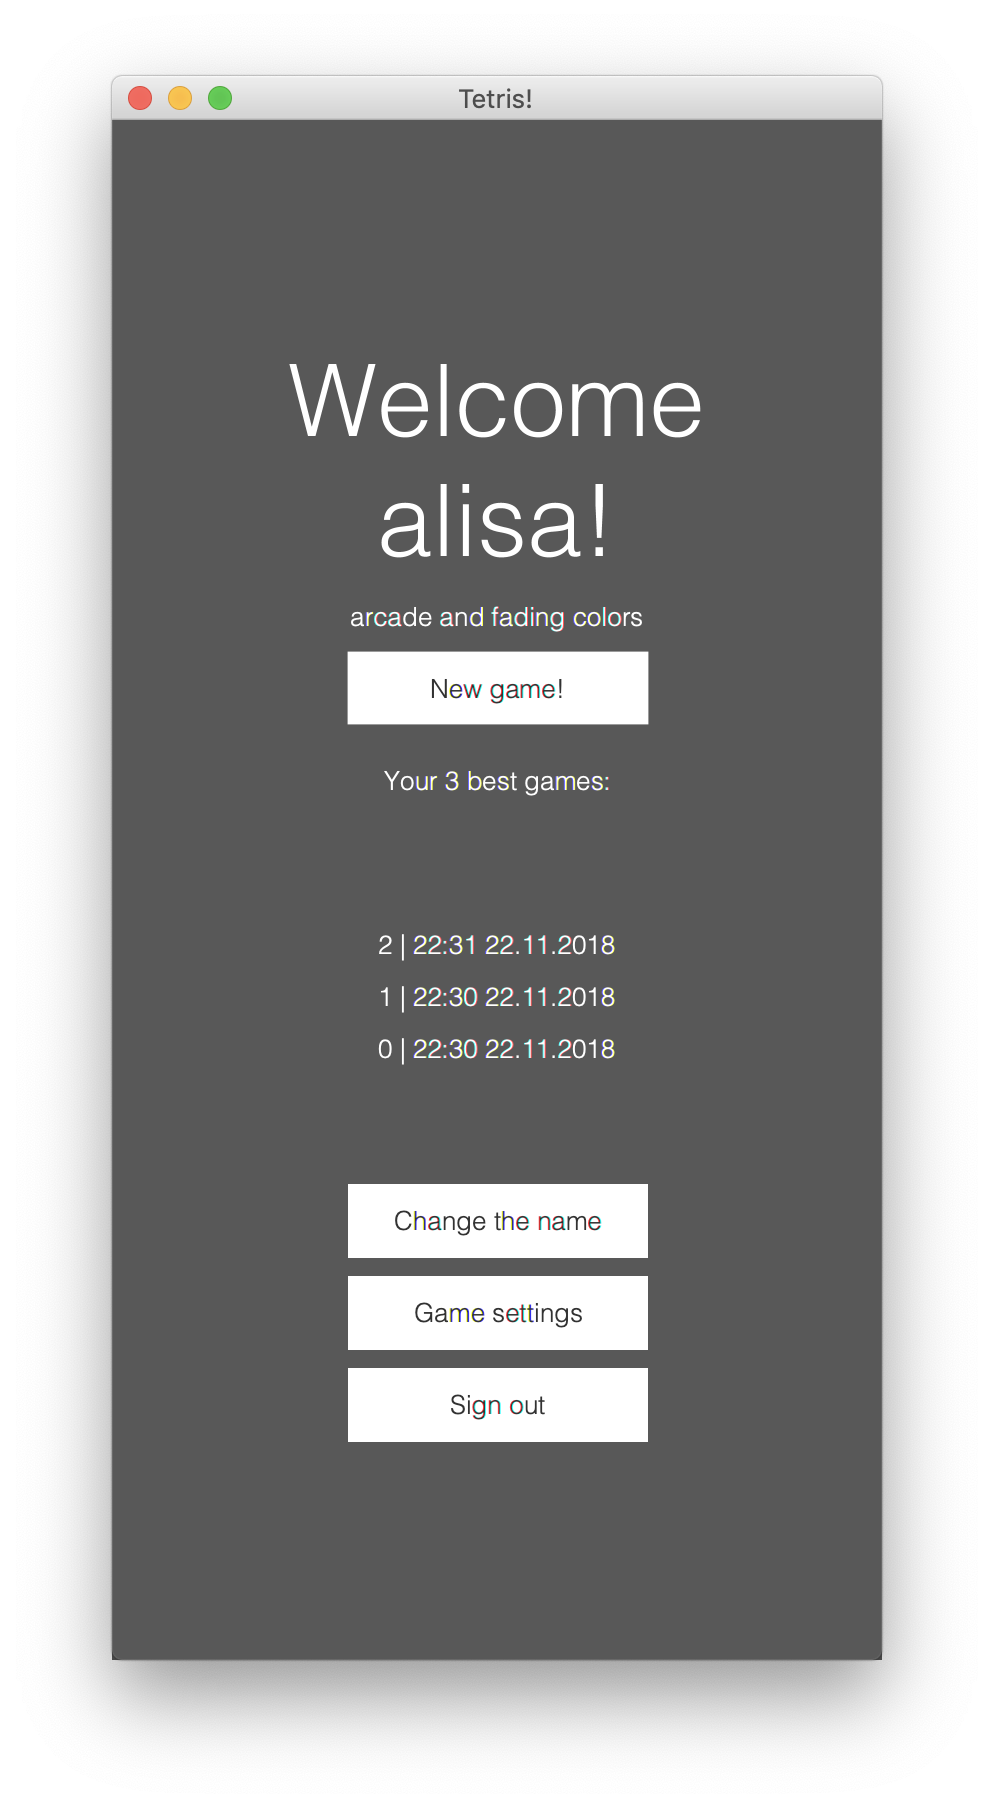 Tetris!
Welcome
alisa!
arcade and fading colors
New game!
Your 3 best games:
2 | 22:31 22.11.2018
1 | 22:30 22.11.2018
0 | 22:30 22.11.2018
Change the name
Game settings
Sign out